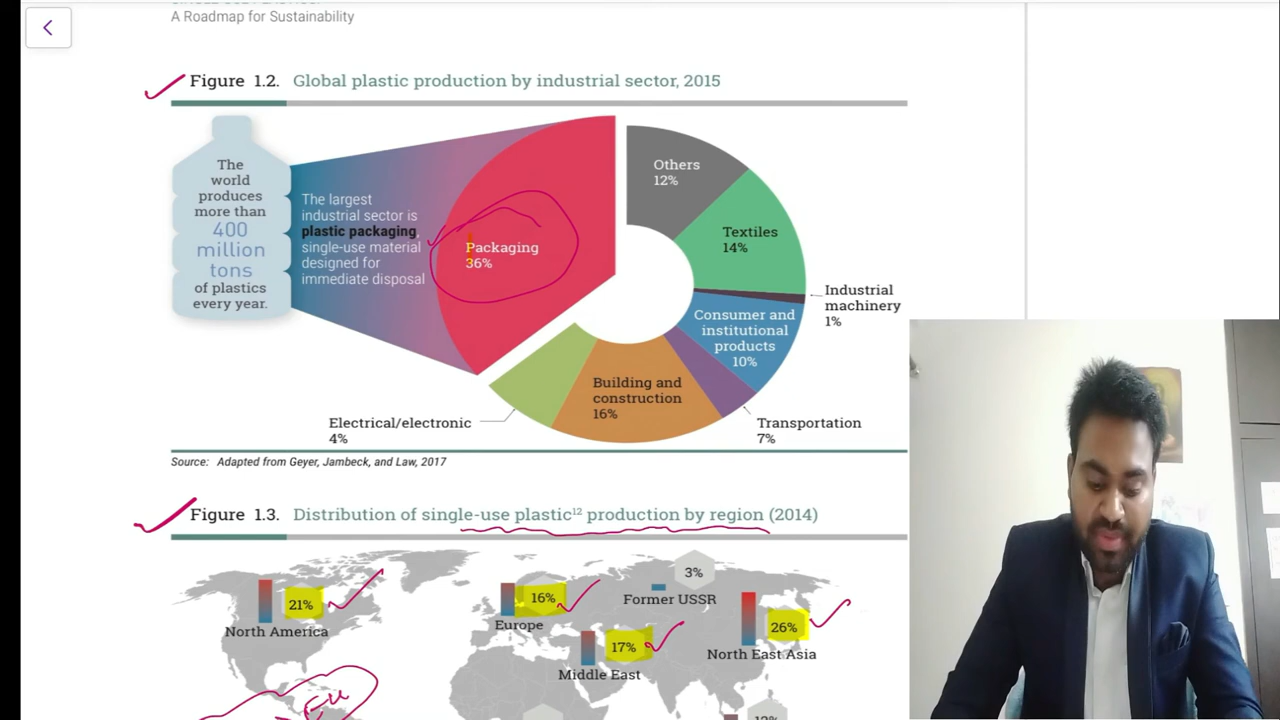 A Roadmap for Sustainability
Figure 1.2. Global plastic production by industrial sector, 2015
The
world
produces
more than
400
million
tons
of plastics
every year.
The largest
industrial sector is
plastic packaging,
single-use material
designed for
immediate disposal
Packaging
36%
Others
12%
Textiles
14%
Industrial
machinery
1%
Consumer and
institutional
products
10%
Transportation
7%
Building and
construction
16%
Electrical/electronic
4%
Source: Adapted from Geyer, Jambeck, and Law, 2017
Figure 1.3. Distribution of single-use plastic¹² production by region (2014)
21%
North America
16%
Europe
17%
Middle East
3%
Former USSR
26%
North East Asia